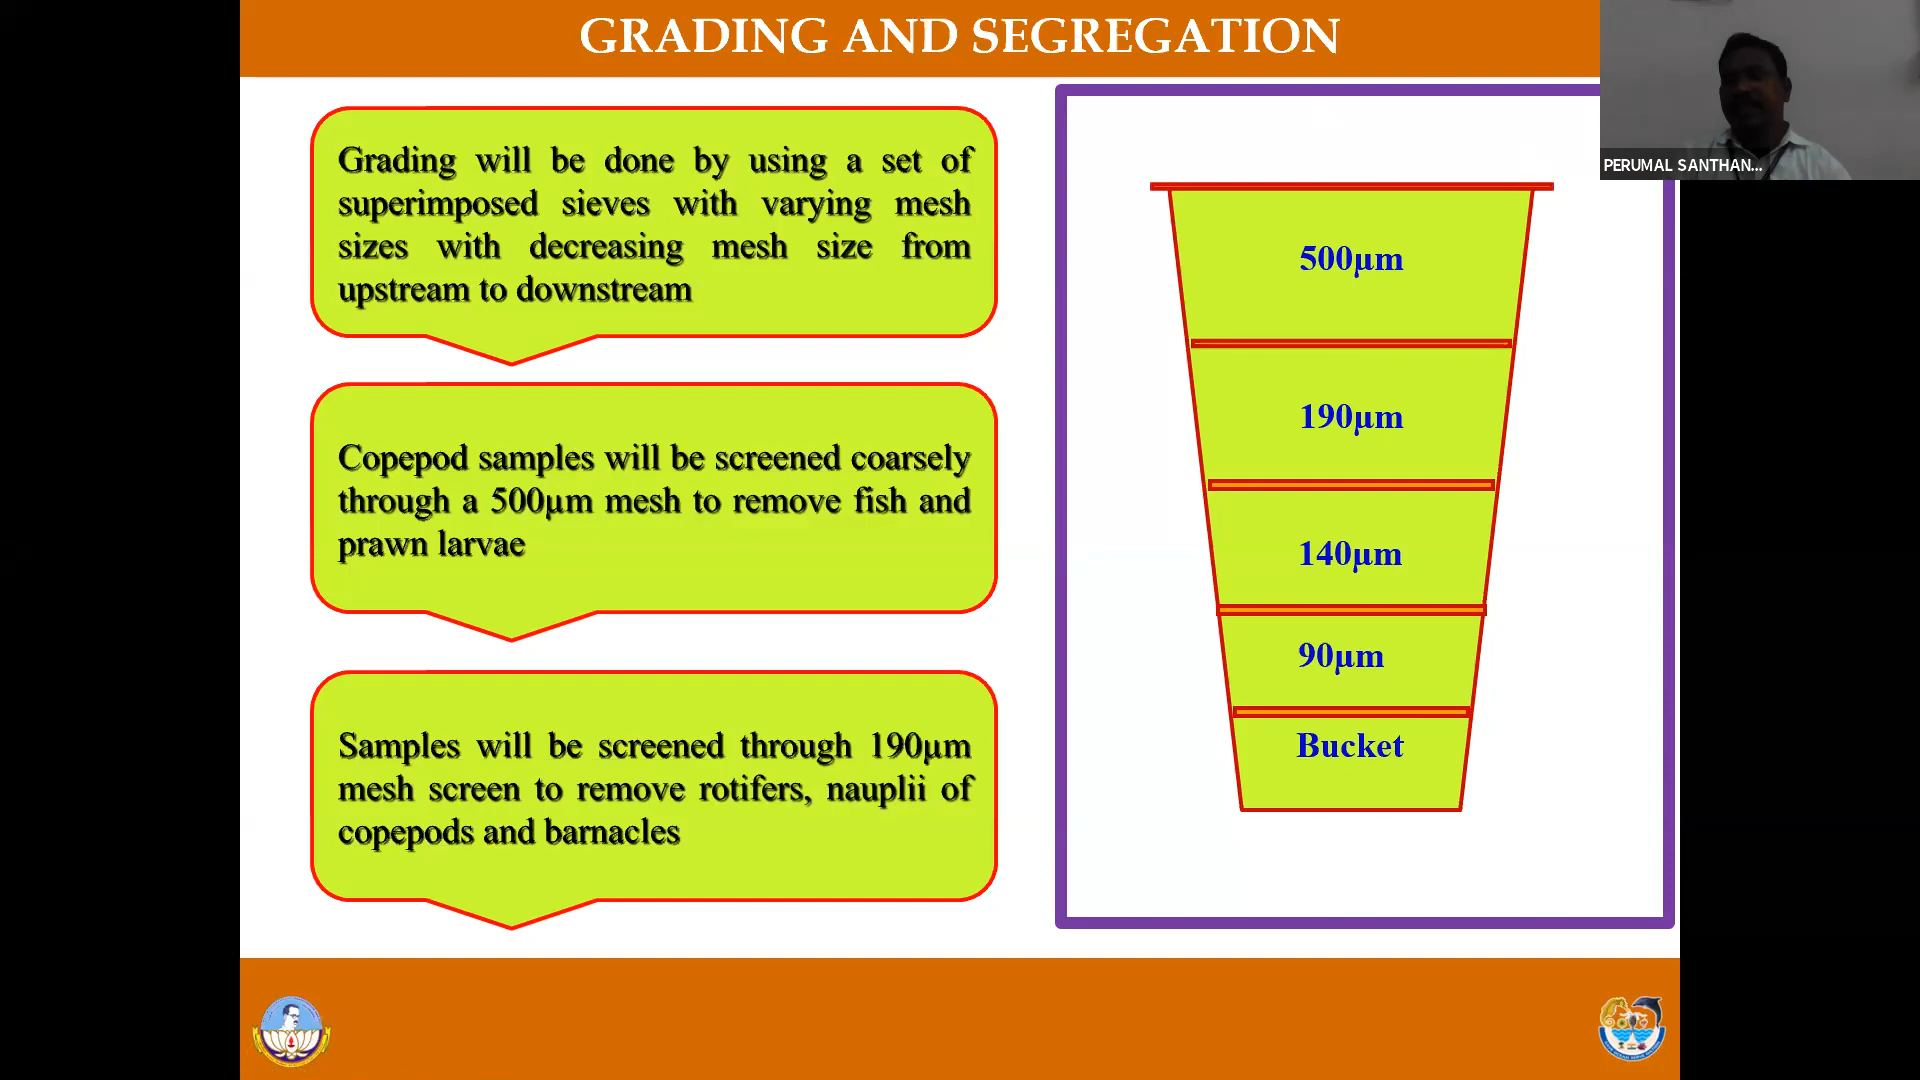 GRADING AND SEGREGATION
PERUMAL SANTHAN...
Grading will be done by using a set of
superimposed sieves with varying mesh
sizes with decreasing mesh size from
upstream to downstream
Copepod samples will be screened coarsely
through a 500µm mesh to remove fish and
prawn larvae
Samples will be screened through 190µm
mesh screen to remove rotifers, nauplii of
copepods and barnacles
500µm
190µm
140µm
90µm
Bucket